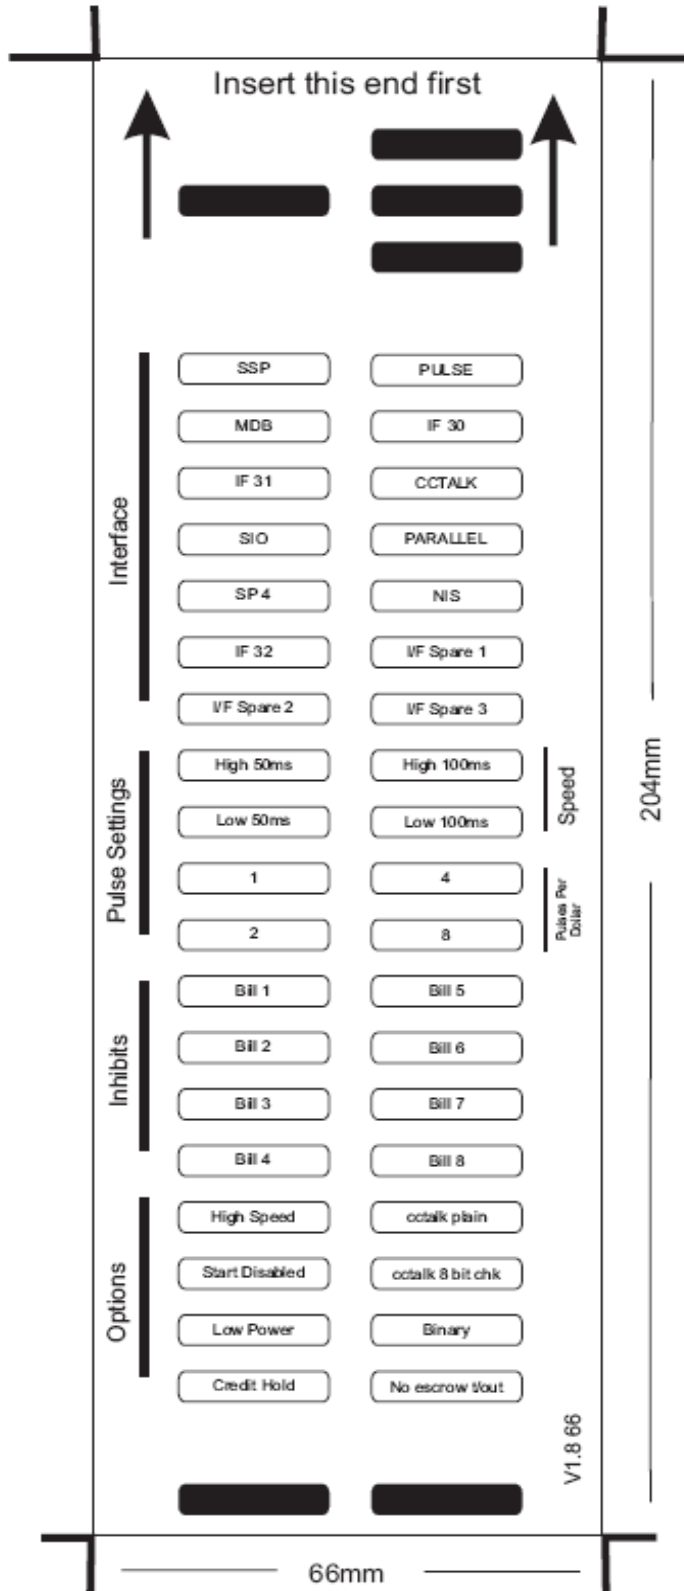 Insert this end first
Interface
SSP PULSE
MDB IF 30
IF 31 CCTALK
SIO PARALLEL
SP 4 NIS
IF 32 I/F Spare 1
I/F Spare 2 I/F Spare 3
Pulse Settings
High 50ms High 100ms
Low 50ms Low 100ms
Speed
1 4
2 8
Pulses Per
Dollar
Inhibits
Bill 1 Bill 5
Bill 2 Bill 6
Bill 3 Bill 7
Bill 4 Bill 8
Options
High Speed cctalk plain
Start Disabled cctalk 8 bit chk
Low Power Binary
Credit Hold No escrow t/out
V1.8 66
204mm
66mm